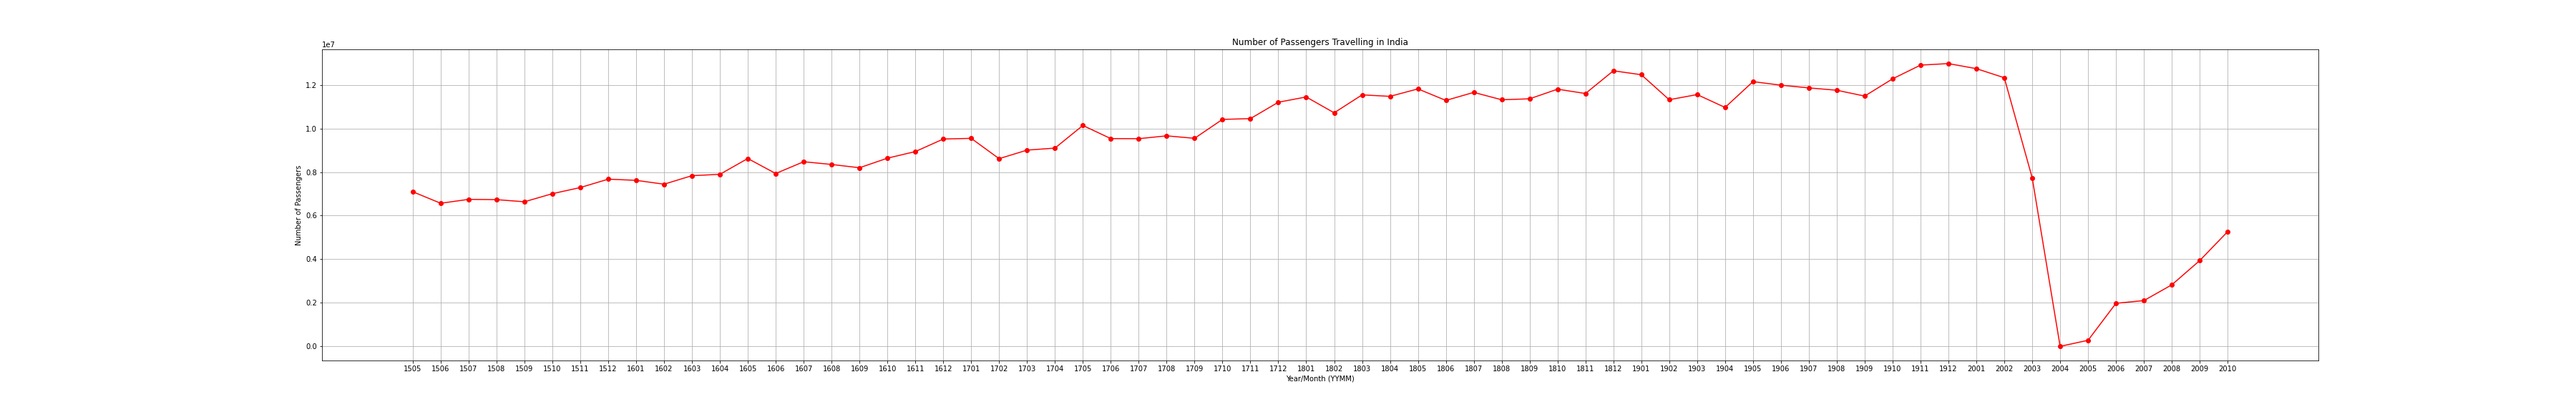 Number of Passengers Travelling in India
1e7
1.2
1.0
0.8
0.6
0.4
0.2
0.0
Number of Passengers
1505 1506 1507 1508 1509 1510 1511 1512 1601 1602 1603 1604 1605 1606 1607 1608 1609 1610 1611 1612 1701 1702 1703 1704 1705 1706 1707 1708 1709 1710 1711 1712 1801 1802 1803 1804 1805 1806 1807 1808 1809 1810 1811 1812 1901 1902 1903 1904 1905 1906 1907 1908 1909 1910 1911 1912 2001 2002 2003 2004 2005 2006 2007 2008 2009 2010
Year/Month (YYMM)